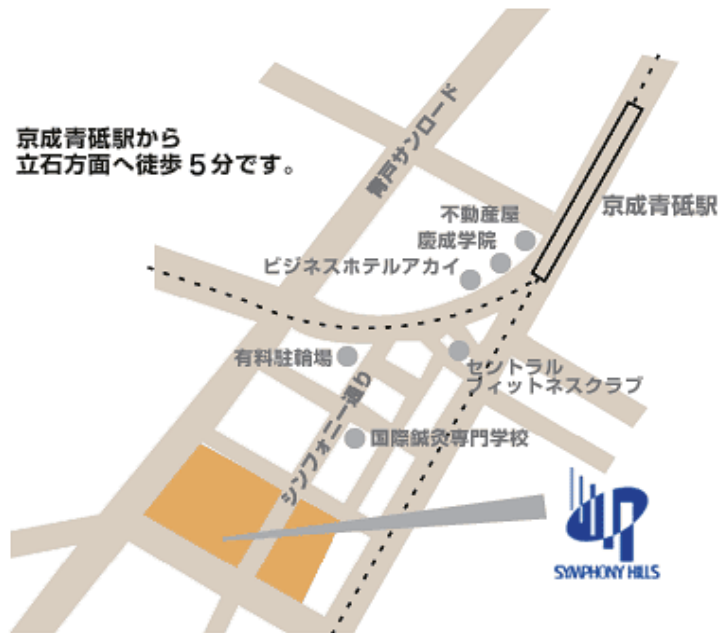 京成青砥駅から
立石方面へ徒歩5分です。
青戸サンロード
京成青砥駅
不動産屋
慶成学院
ビジネスホテルアカイ
有料駐輪場
セントラル
フィットネスクラブ
シンフォニー通り
国際鍼灸専門学校
SYMPHONY HILLS